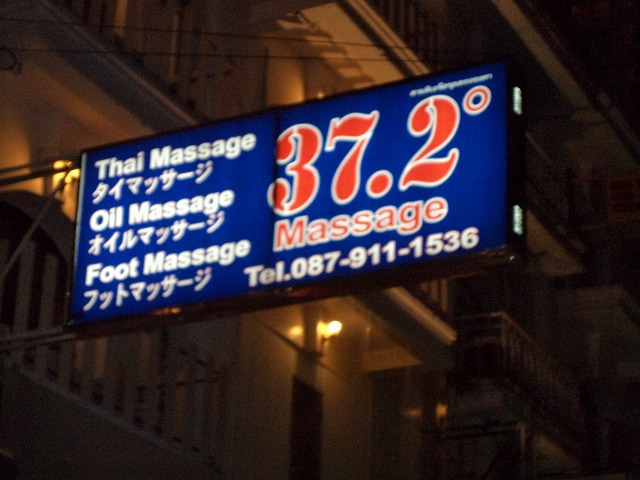 Thai Massage
タイマッサージ
Oil Massage
オイルマッサージ
Foot Massage
フットマッサージ
37.2°
Massage
Tel.087-911-1536